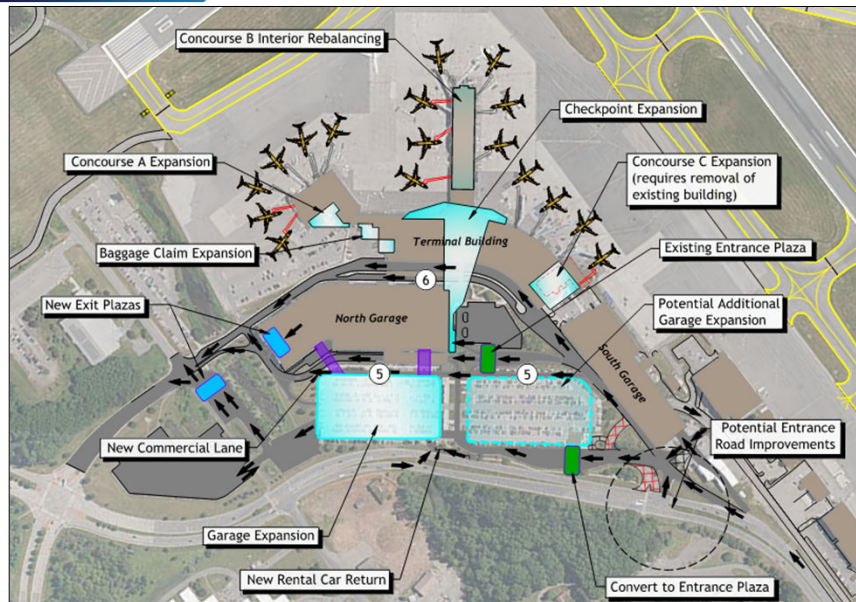 Concourse B Interior Rebalancing
Checkpoint Expansion
Concourse A Expansion
Concourse C Expansion
(requires removal of
existing building)
Baggage Claim Expansion
Terminal Building
Existing Entrance Plaza
6
New Exit Plazas
North Garage
Potential Additional
Garage Expansion
South Garage
5
5
New Commercial Lane
Potential Entrance
Road Improvements
Garage Expansion
New Rental Car Return
Convert to Entrance Plaza